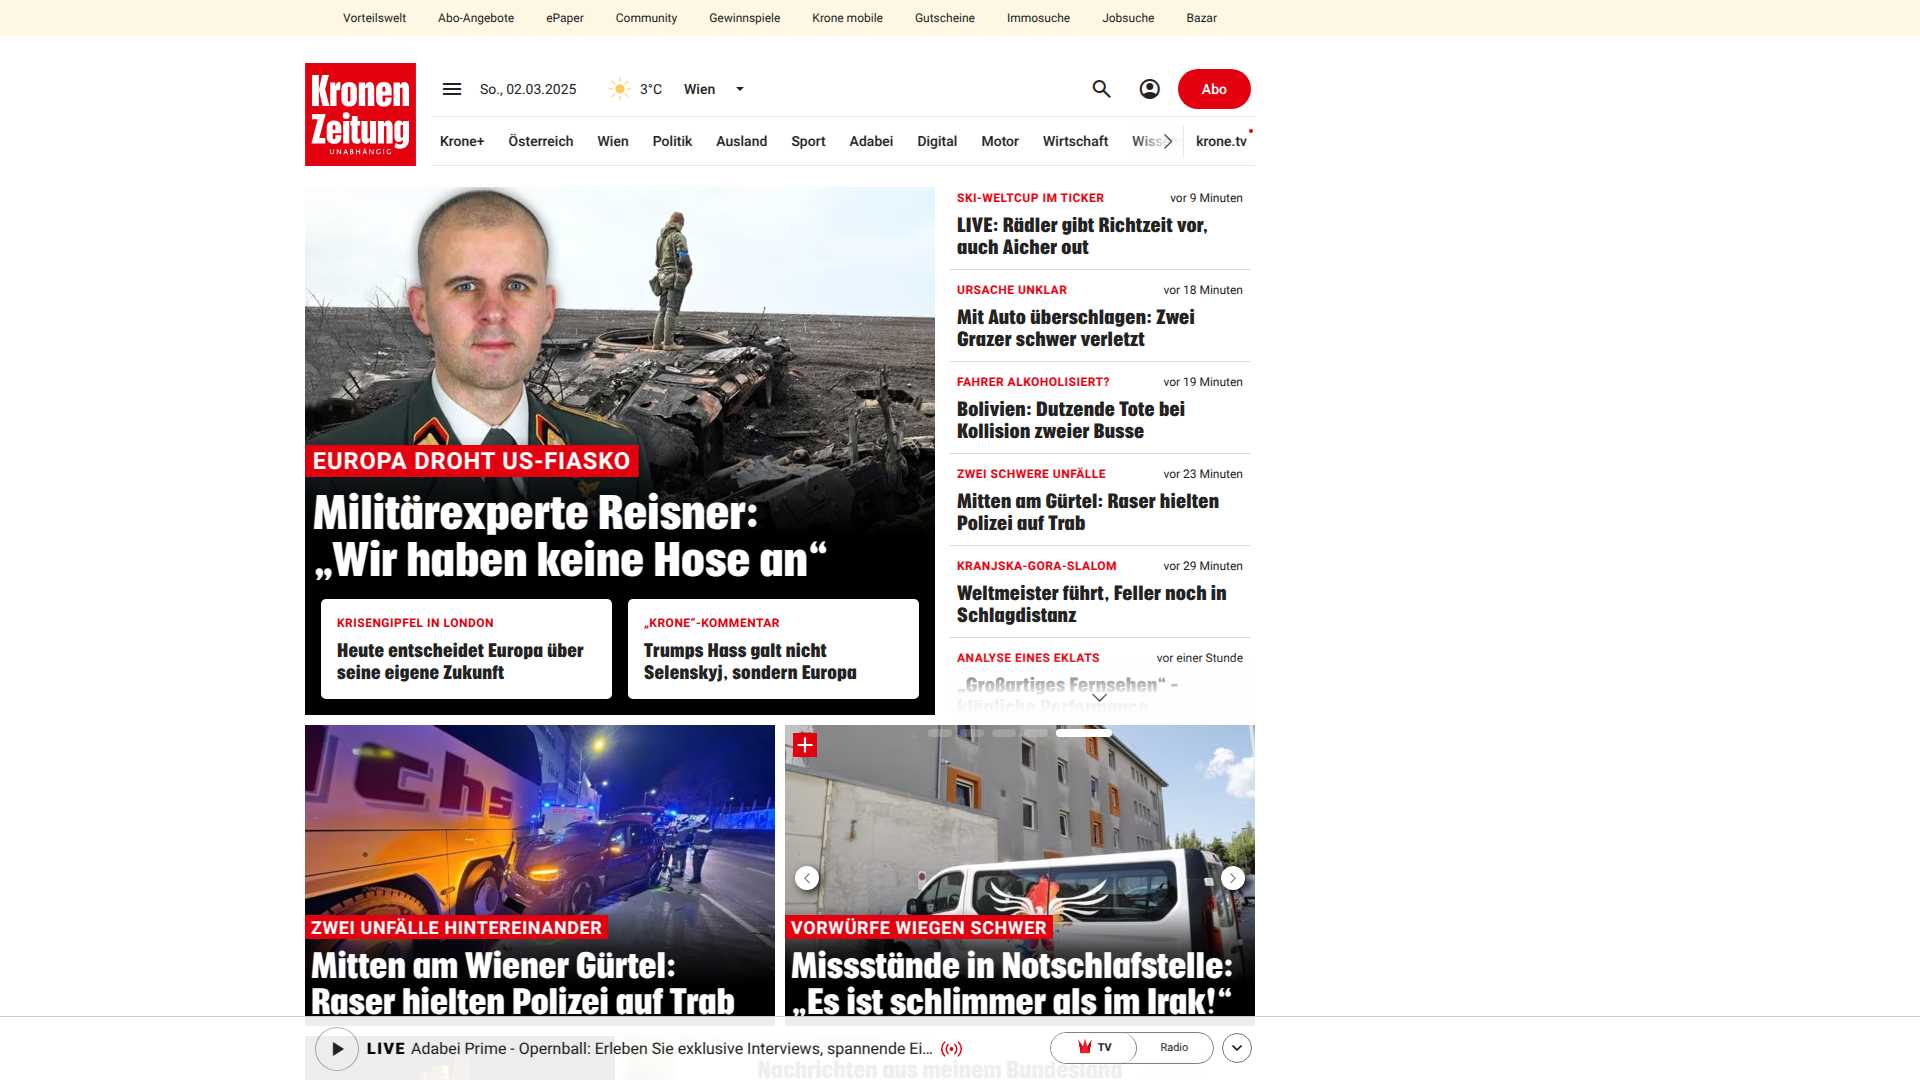 Vorteilswelt Abo-Angebote ePaper Community Gewinnspiele Krone mobile Gutscheine Immosuche Jobsuche Bazar
Kronen
Zeitung
UNABHÄNGIG
So., 02.03.2025 3°C Wien
Abo
Krone+ Österreich Wien Politik Ausland Sport Adabei Digital Motor Wirtschaft krone.tv
EUROPA DROHT US-FIASKO
Militärexperte Reisner:
„Wir haben keine Hose an“
KRISENGIPFEL IN LONDON
Heute entscheidet Europa über
seine eigene Zukunft
„KRONE“-KOMMENTAR
Trumps Hass galt nicht
Selenskyj, sondern Europa
SKI-WELTCUP IM TICKER vor 9 Minuten
LIVE: Rädler gibt Richtzeit vor,
auch Aicher out
URSACHE UNKLAR vor 18 Minuten
Mit Auto überschlagen: Zwei
Grazer schwer verletzt
FAHRER ALKOHOLISIERT? vor 19 Minuten
Bolivien: Dutzende Tote bei
Kollision zweier Busse
ZWEI SCHWERE UNFÄLLE vor 23 Minuten
Mitten am Gürtel: Raser hielten
Polizei auf Trab
KRANJSKA-GORA-SLALOM vor 29 Minuten
Weltmeister führt, Feller noch in
Schlagdistanz
ANALYSE EINES EKLATS vor einer Stunde
„Großartiges Fernsehen“ –
klägliche Performance
chs
ZWEI UNFÄLLE HINTEREINANDER
Mitten am Wiener Gürtel:
Raser hielten Polizei auf Trab
VORWÜRFE WIEGEN SCHWER
Missstände in Notschlafstelle:
„Es ist schlimmer als im Irak!“
LIVE Adabei Prime - Opernball: Erleben Sie exklusive Interviews, spannende Ei...
TV Radio
Nachrichten aus meinem Bundesland